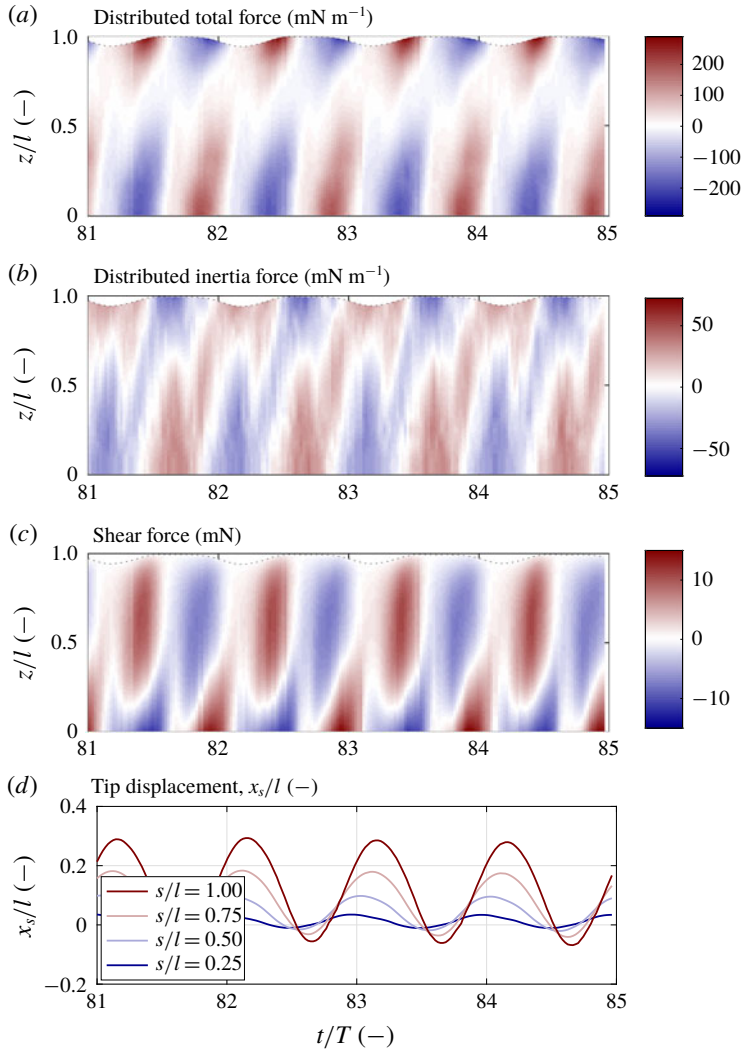 (a) Distributed total force (mN m⁻¹)
1.0
0.5
0
z/l (−)
81 82 83 84 85
200
100
0
−100
−200
(b) Distributed inertia force (mN m⁻¹)
1.0
0.5
0
z/l (−)
81 82 83 84 85
50
0
−50
(c) Shear force (mN)
1.0
0.5
0
z/l (−)
81 82 83 84 85
10
0
−10
(d) Tip displacement, xₛ/l (−)
0.4
0.2
0
−0.2
xₛ/l (−)
s/l = 1.00
s/l = 0.75
s/l = 0.50
s/l = 0.25
81 82 83 84 85
t/T (−)